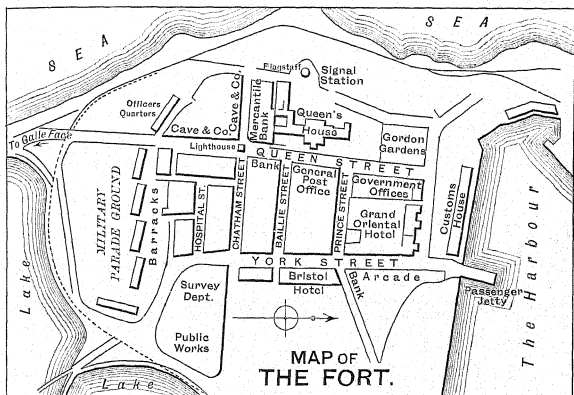 SEA
SEA
Flagstaff
Signal
Station
Officers
Quarters
Cave & Co.
Cave & Co.
Mercantile
Bank
Queen's
House
Gordon
Gardens
To Galle Face
Lighthouse
QUEEN STREET
Bank
General
Post
Office
Government
Offices
MILITARY
PARADE GROUND
Barracks
HOSPITAL ST.
CHATHAM STREET
BAILLIE STREET
PRINCE STREET
Grand
Oriental
Hotel
Customs
House
The Harbour
YORK STREET
Lake
Survey
Dept.
Bristol
Hotel
Bank
Arcade
Passenger
Jetty
Public
Works
Lake
MAP OF
THE FORT.